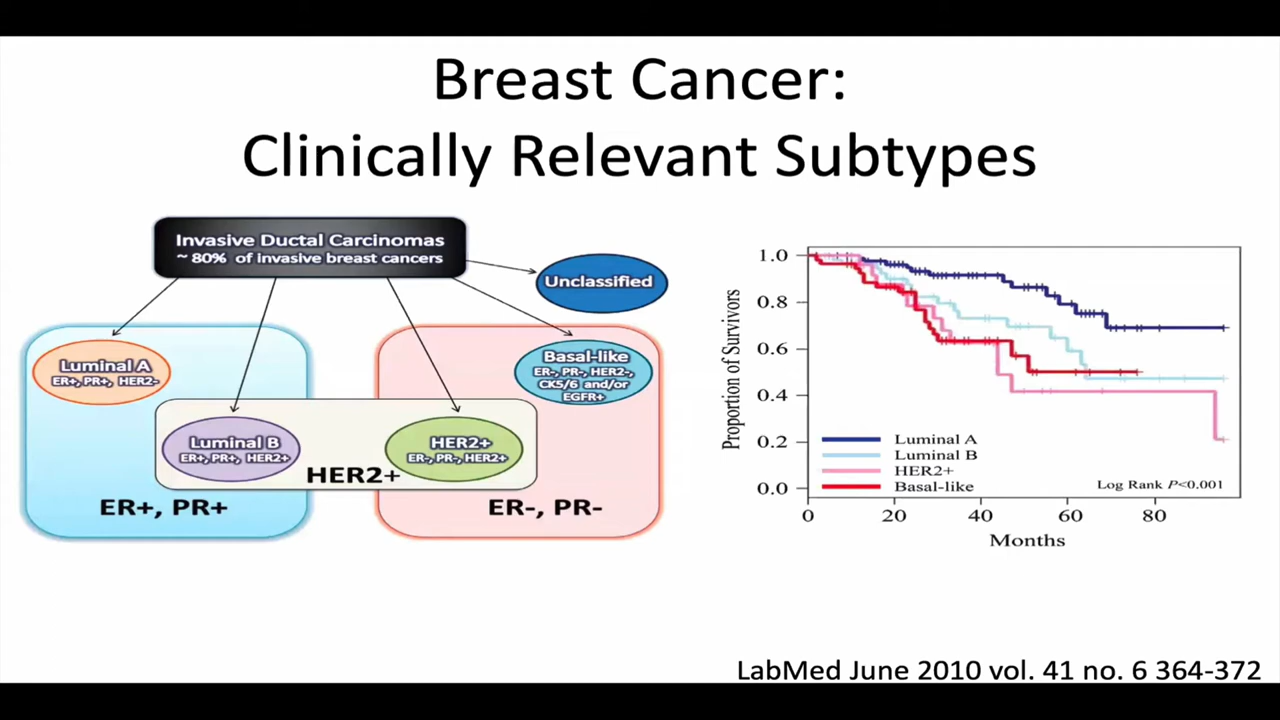 Breast Cancer:
Clinically Relevant Subtypes
Invasive Ductal Carcinomas
~ 80% of invasive breast cancers
Unclassified
Luminal A
ER+, PR+, HER2-
Basal-like
ER-, PR-, HER2-,
CK5/6 and/or
EGFR+
Luminal B
ER+, PR+, HER2+
HER2+
ER-, PR-, HER2+
HER2+
ER+, PR+
ER-, PR-
Proportion of Survivors
1.0
0.8
0.6
0.4
0.2
0.0
Luminal A
Luminal B
HER2+
Basal-like
Log Rank P<0.001
0 20 40 60 80
Months
LabMed June 2010 vol. 41 no. 6 364-372